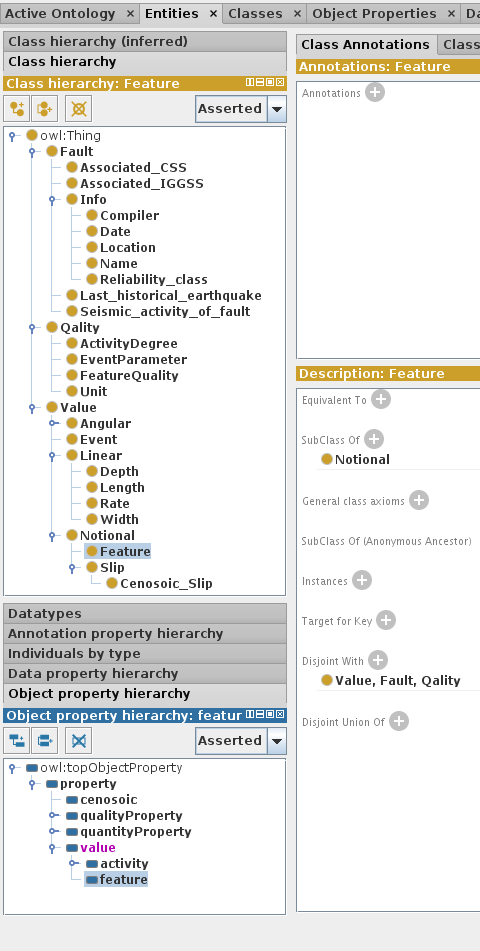 Active Ontology × Entities × Classes × Object Properties ×
Class hierarchy (inferred)
Class hierarchy
Class hierarchy: Feature
Asserted
owl:Thing
Fault
Associated_CSS
Associated_IGGSS
Info
Compiler
Date
Location
Name
Reliability_class
Last_historical_earthquake
Seismic_activity_of_fault
Qality
ActivityDegree
EventParameter
FeatureQuality
Unit
Value
Angular
Event
Linear
Depth
Length
Rate
Width
Notional
Feature
Slip
Cenosoic_Slip
Datatypes
Annotation property hierarchy
Individuals by type
Data property hierarchy
Object property hierarchy
Object property hierarchy: featur
Asserted
owl:topObjectProperty
property
cenosoic
qualityProperty
quantityProperty
value
activity
feature
Class Annotations Class
Annotations: Feature
Annotations
Description: Feature
Equivalent To
SubClass Of
Notional
General class axioms
SubClass Of (Anonymous Ancestor)
Instances
Target for Key
Disjoint With
Value, Fault, Qality
Disjoint Union Of